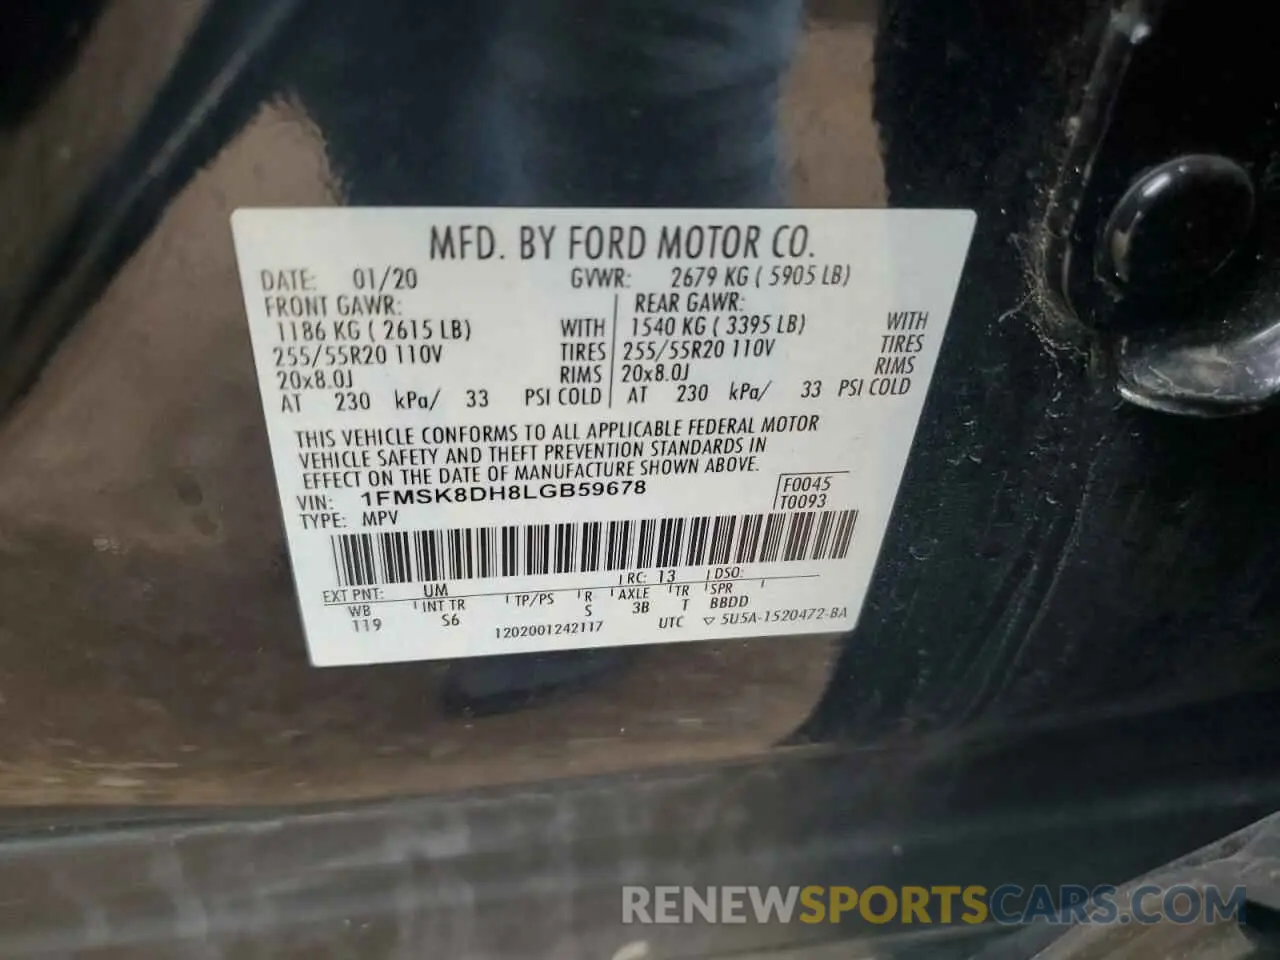 MFD. BY FORD MOTOR CO.
DATE: 01/20 GVWR: 2679 KG ( 5905 LB)
FRONT GAWR: REAR GAWR:
1186 KG ( 2615 LB) WITH 1540 KG ( 3395 LB) WITH
255/55R20 110V TIRES 255/55R20 110V TIRES
20x8.0J RIMS 20x8.0J RIMS
AT 230 kPa/ 33 PSI COLD AT 230 kPa/ 33 PSI COLD
THIS VEHICLE CONFORMS TO ALL APPLICABLE FEDERAL MOTOR
VEHICLE SAFETY AND THEFT PREVENTION STANDARDS IN
EFFECT ON THE DATE OF MANUFACTURE SHOWN ABOVE.
VIN: 1FMSK8DH8LGB59678 F0045
TYPE: MPV T0093
EXT PNT: UM RC: 13 DSO:
WB INT TR TP/PS R AXLE TR SPR
119 S6 S 3B T BBDD
1202001242117 UTC ▽ 5U5A-1520472-BA
RENEWSPORTSCARS.COM